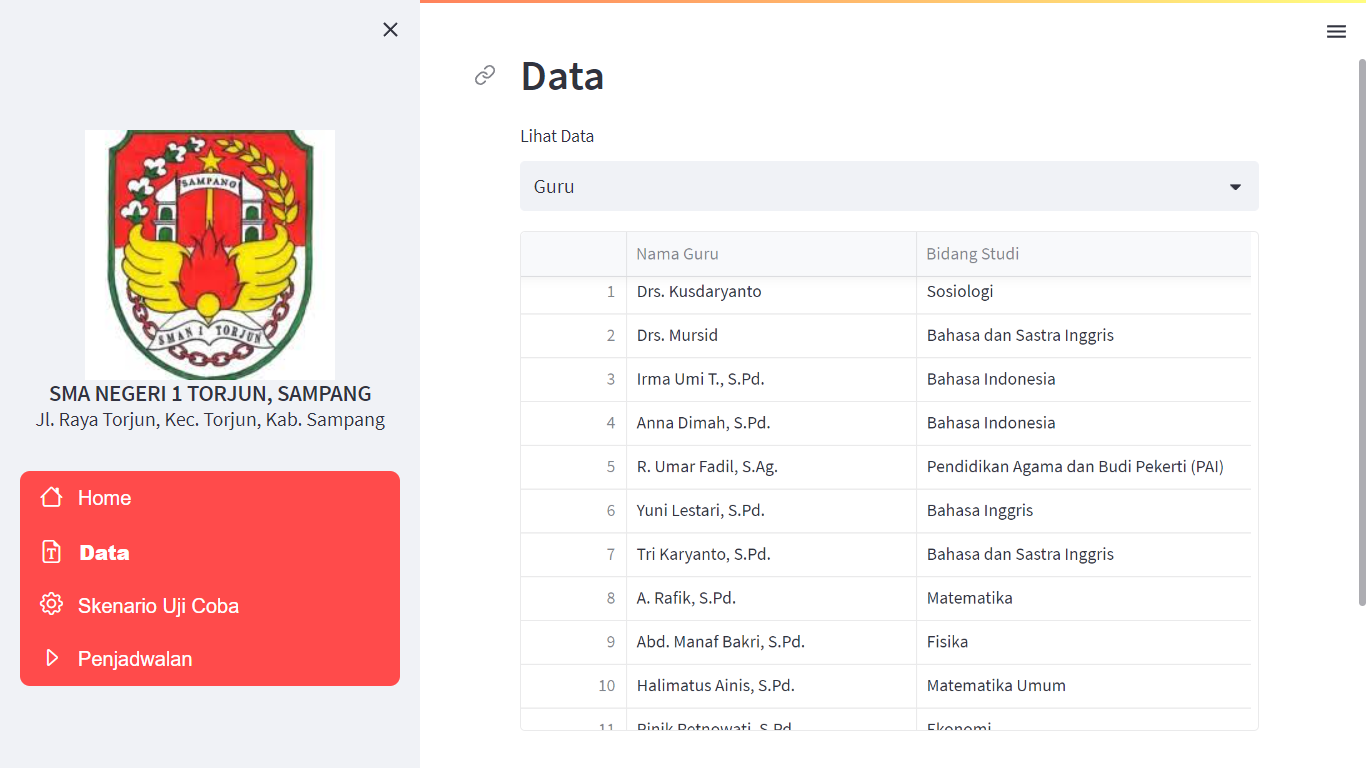 SAMPANG
SMAN 1 TORJUN
SMA NEGERI 1 TORJUN, SAMPANG
Jl. Raya Torjun, Kec. Torjun, Kab. Sampang
Home
Data
Skenario Uji Coba
Penjadwalan
Data
Lihat Data
Guru
Nama Guru Bidang Studi
1 Drs. Kusdaryanto Sosiologi
2 Drs. Mursid Bahasa dan Sastra Inggris
3 Irma Umi T., S.Pd. Bahasa Indonesia
4 Anna Dimah, S.Pd. Bahasa Indonesia
5 R. Umar Fadil, S.Ag. Pendidikan Agama dan Budi Pekerti (PAI)
6 Yuni Lestari, S.Pd. Bahasa Inggris
7 Tri Karyanto, S.Pd. Bahasa dan Sastra Inggris
8 A. Rafik, S.Pd. Matematika
9 Abd. Manaf Bakri, S.Pd. Fisika
10 Halimatus Ainis, S.Pd. Matematika Umum
11 Ekonomi